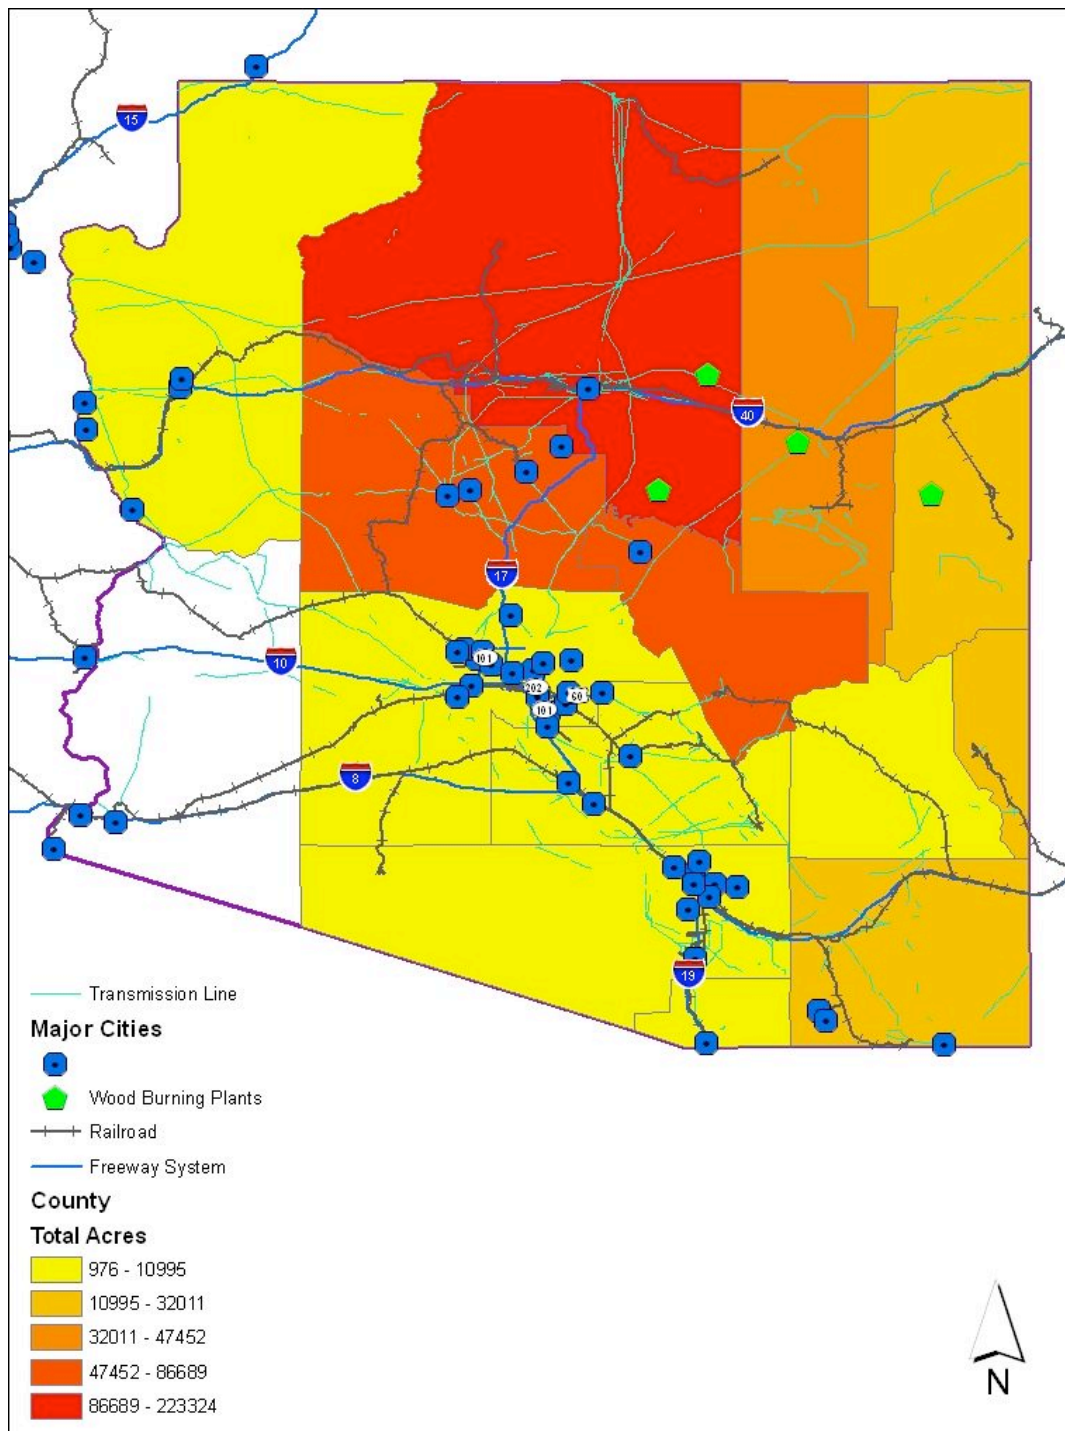 15
40
17
101
10
202
60
101
8
19
Transmission Line
Major Cities
Wood Burning Plants
Railroad
Freeway System
County
Total Acres
976 - 10995
10995 - 32011
32011 - 47452
47452 - 86689
86689 - 223324
N